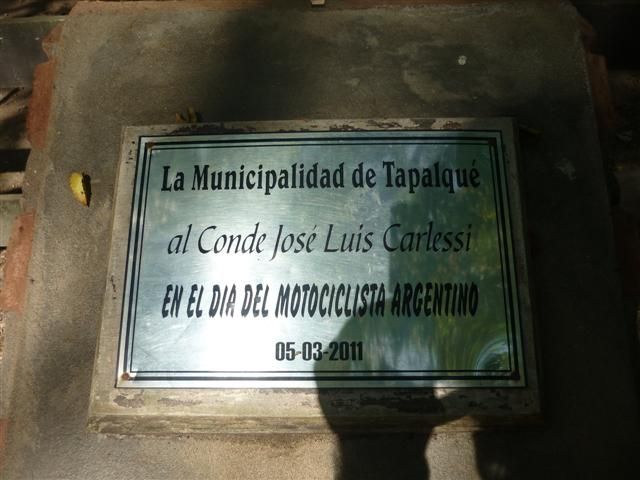 La Municipalidad de Tapalqué
al Conde José Luis Carlessi
EN EL DIA DEL MOTOCICLISTA ARGENTINO
05-03-2011